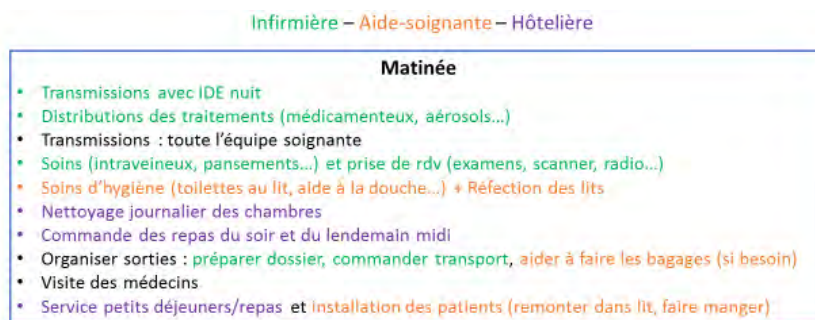 Infirmière – Aide-soignante – Hôtelière
Matinée
• Transmissions avec IDE nuit
• Distributions des traitements (médicamenteux, aérosols…)
• Transmissions : toute l'équipe soignante
• Soins (intraveineux, pansements…) et prise de rdv (examens, scanner, radio…)
• Soins d'hygiène (toilettes au lit, aide à la douche…) + Réfection des lits
• Nettoyage journalier des chambres
• Commande des repas du soir et du lendemain midi
• Organiser sorties : préparer dossier, commander transport, aider à faire les bagages (si besoin)
• Visite des médecins
• Service petits déjeuners/repas et installation des patients (remonter dans lit, faire manger)